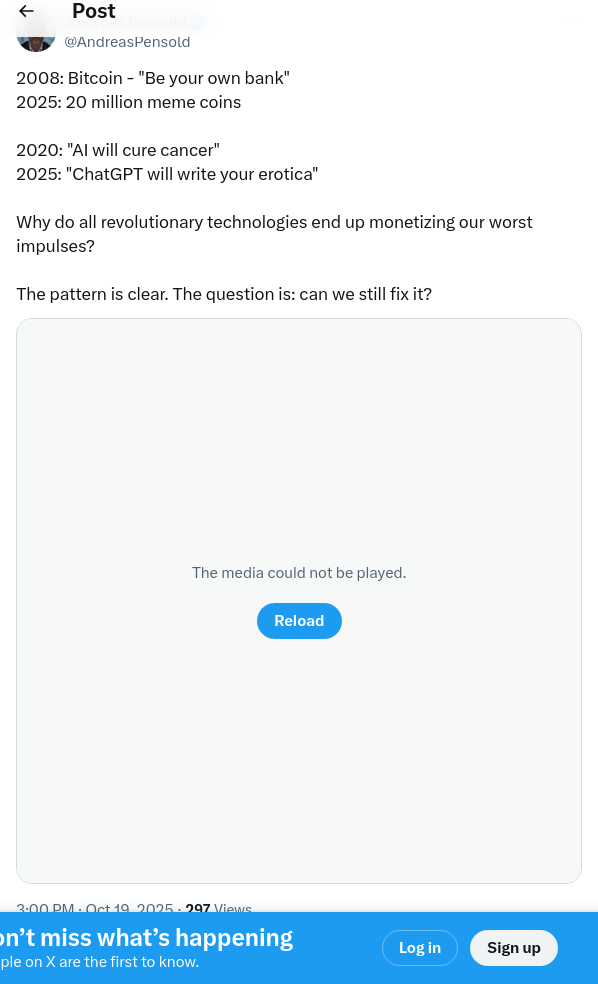 Post
@AndreasPensold
2008: Bitcoin - "Be your own bank"
2025: 20 million meme coins
2020: "AI will cure cancer"
2025: "ChatGPT will write your erotica"
Why do all revolutionary technologies end up monetizing our worst
impulses?
The pattern is clear. The question is: can we still fix it?
The media could not be played.
Reload
3:00 PM · Oct 19, 2025 · 297 Views
on't miss what's happening
ple on X are the first to know.
Log in
Sign up